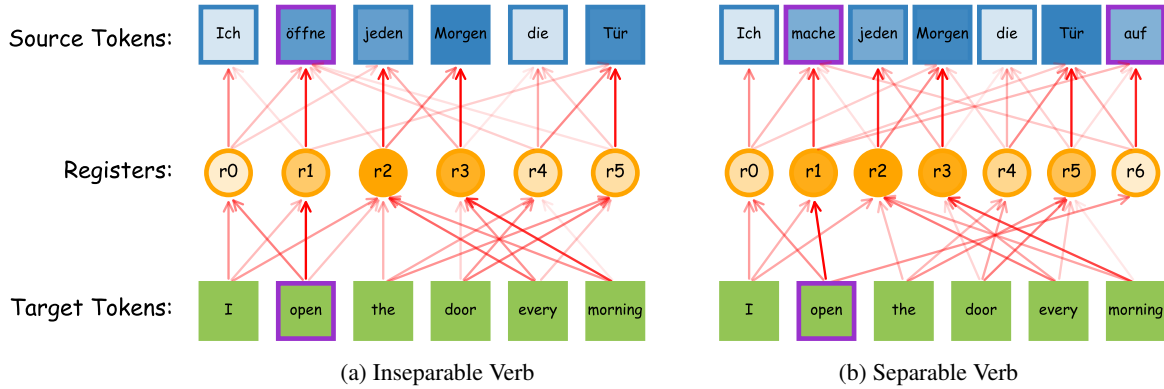 Source Tokens: Ich öffne jeden Morgen die Tür Ich mache jeden Morgen die Tür auf
Registers: r0 r1 r2 r3 r4 r5 r0 r1 r2 r3 r4 r5 r6
Target Tokens: I open the door every morning I open the door every morning
(a) Inseparable Verb (b) Separable Verb